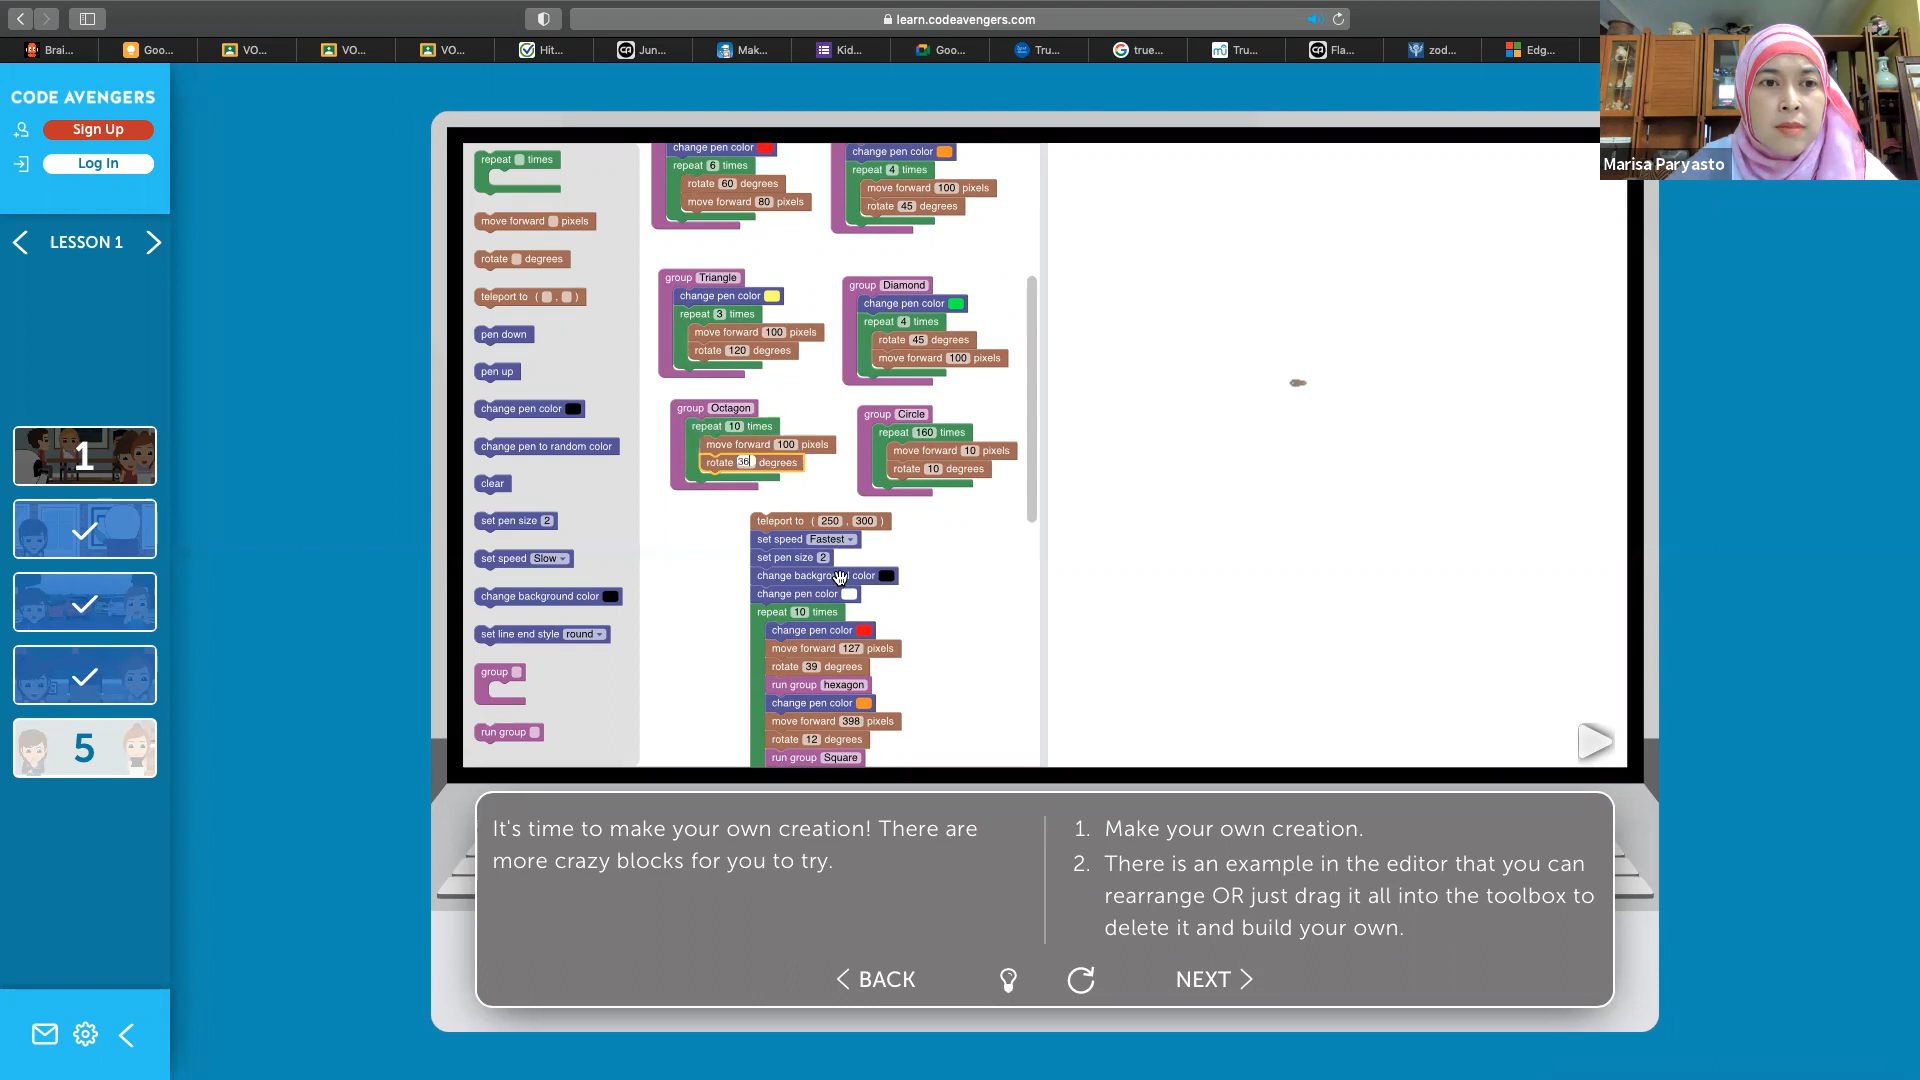 learn.codeavengers.com
Brai...
Goo...
VO...
VO...
VO...
Hit...
Jun...
Mak...
Kid...
Goo...
Tru...
true...
Tru...
Fla...
zod...
Edg...
Marisa Paryasto
CODE AVENGERS
Sign Up
Log In
LESSON 1
1
5
repeat times
move forward pixels
rotate degrees
teleport to ( , )
pen down
pen up
change pen color
change pen to random color
clear
set pen size 2
set speed Slow
change background color
set line end style round
group
run group
change pen color
repeat 6 times
rotate 60 degrees
move forward 80 pixels
change pen color
repeat 4 times
move forward 100 pixels
rotate 45 degrees
group Triangle
change pen color
repeat 3 times
move forward 100 pixels
rotate 120 degrees
group Diamond
change pen color
repeat 4 times
rotate 45 degrees
move forward 100 pixels
group Octagon
repeat 10 times
move forward 100 pixels
rotate 36 degrees
group Circle
repeat 160 times
move forward 10 pixels
rotate 10 degrees
teleport to ( 250 , 300 )
set speed Fastest
set pen size 2
change background color
change pen color
repeat 10 times
change pen color
move forward 127 pixels
rotate 39 degrees
run group hexagon
change pen color
move forward 398 pixels
rotate 12 degrees
run group Square
It's time to make your own creation! There are
more crazy blocks for you to try.
1. Make your own creation.
2. There is an example in the editor that you can
rearrange OR just drag it all into the toolbox to
delete it and build your own.
BACK
NEXT